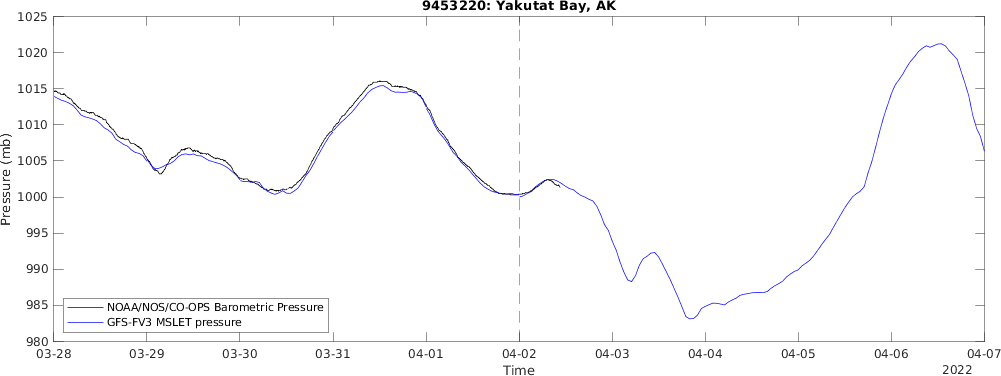 9453220: Yakutat Bay, AK
Pressure (mb)
1025
1020
1015
1010
1005
1000
995
990
985
980
NOAA/NOS/CO-OPS Barometric Pressure
GFS-FV3 MSLET pressure
03-28 03-29 03-30 03-31 04-01 04-02 04-03 04-04 04-05 04-06 04-07
Time
2022